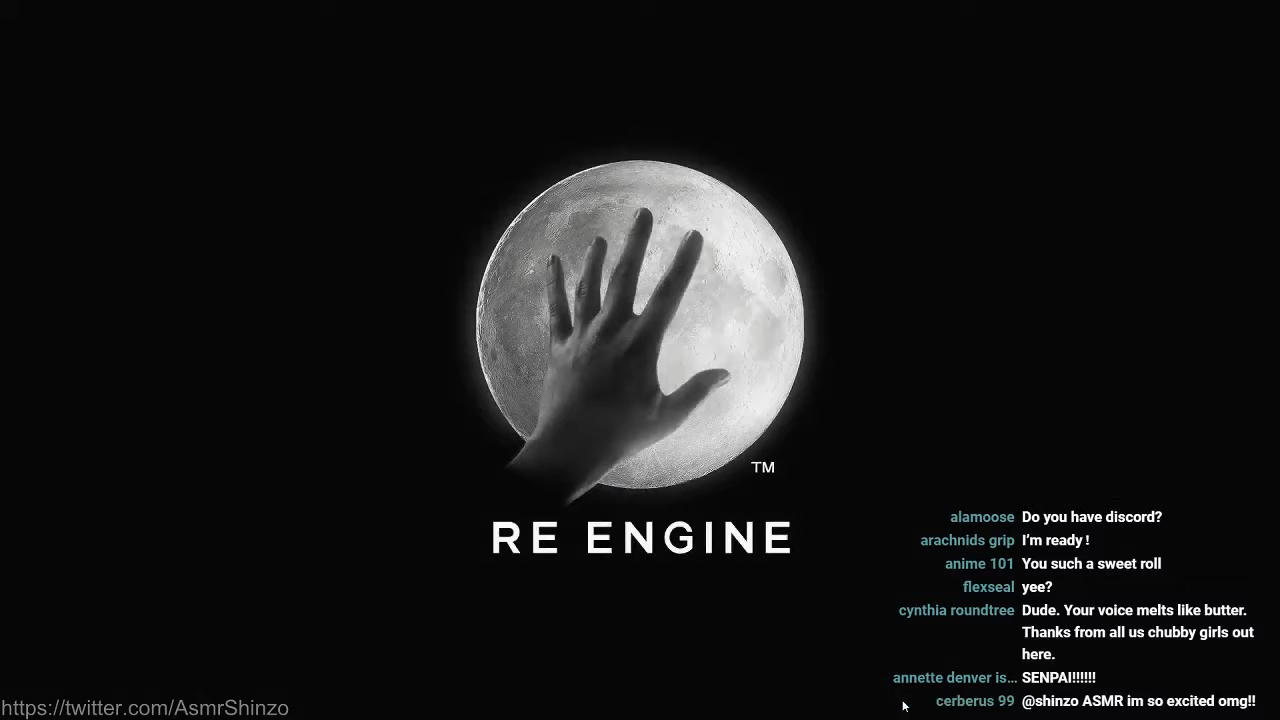 TM
RE ENGINE
alamoose Do you have discord?
arachnids grip I'm ready !
anime 101 You such a sweet roll
flexseal yee?
cynthia roundtree Dude. Your voice melts like butter.
Thanks from all us chubby girls out
here.
annette denver is… SENPAI!!!!!!
cerberus 99 @shinzo ASMR im so excited omg!!
https://twitter.com/AsmrShinzo